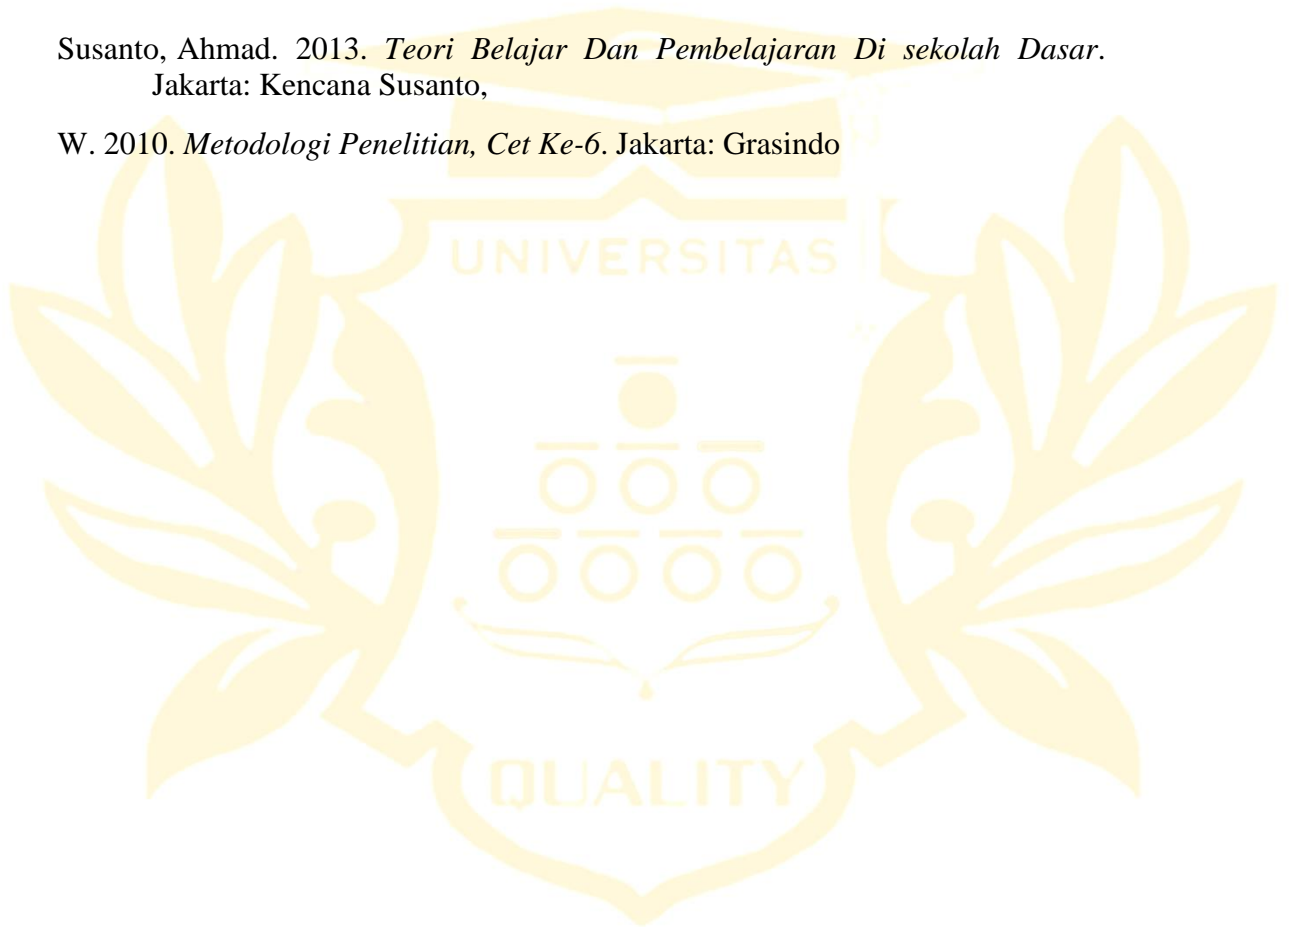 Susanto, Ahmad. 2013. Teori Belajar Dan Pembelajaran Di sekolah Dasar.
Jakarta: Kencana Susanto,
W. 2010. Metodologi Penelitian, Cet Ke-6. Jakarta: Grasindo
UNIVERSITAS
QUALITY